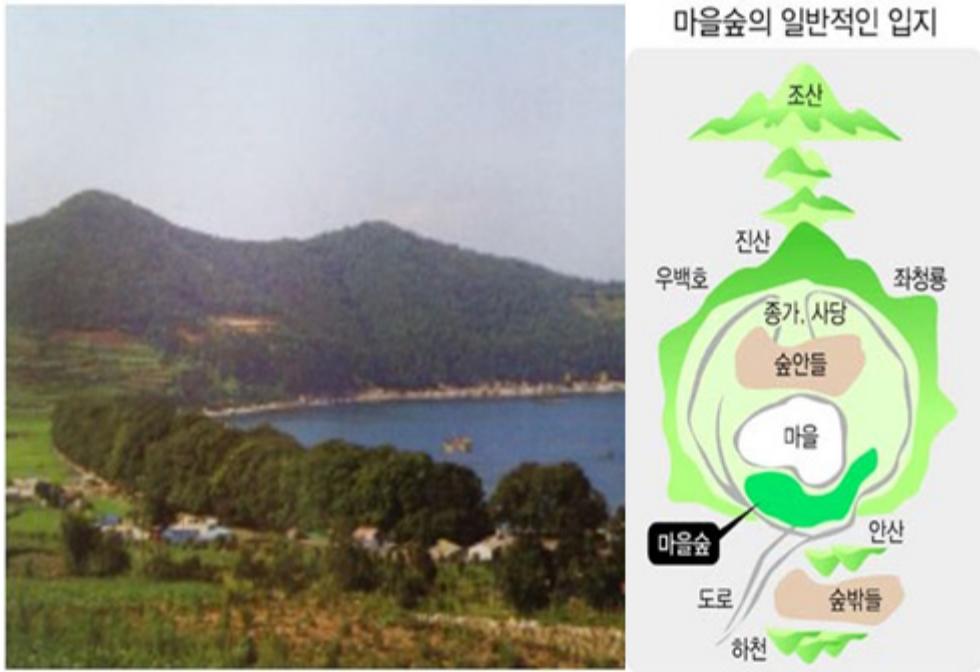 마을숲의 일반적인 입지
조산
진산
우백호
좌청룡
종가, 사당
숲안들
마을
안산
마을숲
도로
숲밖들
하천